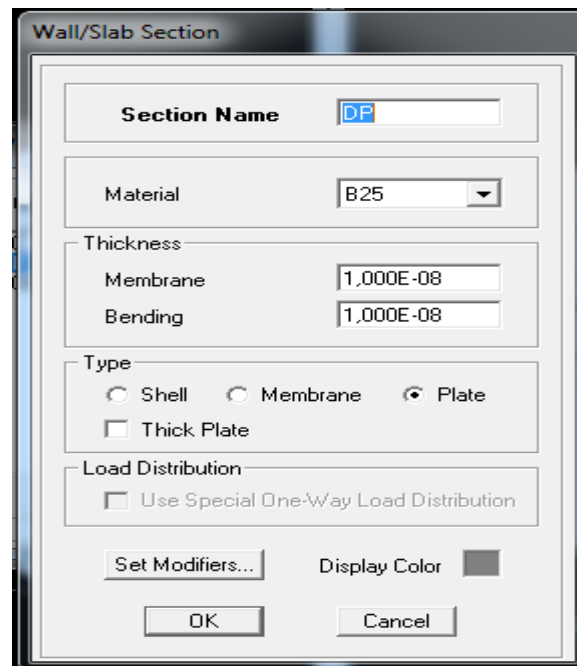 Wall/Slab Section
Section Name DP
Material B25
Thickness
Membrane 1,000E-08
Bending 1,000E-08
Type
Shell Membrane Plate
Thick Plate
Load Distribution
Use Special One-Way Load Distribution
Set Modifiers... Display Color
OK Cancel